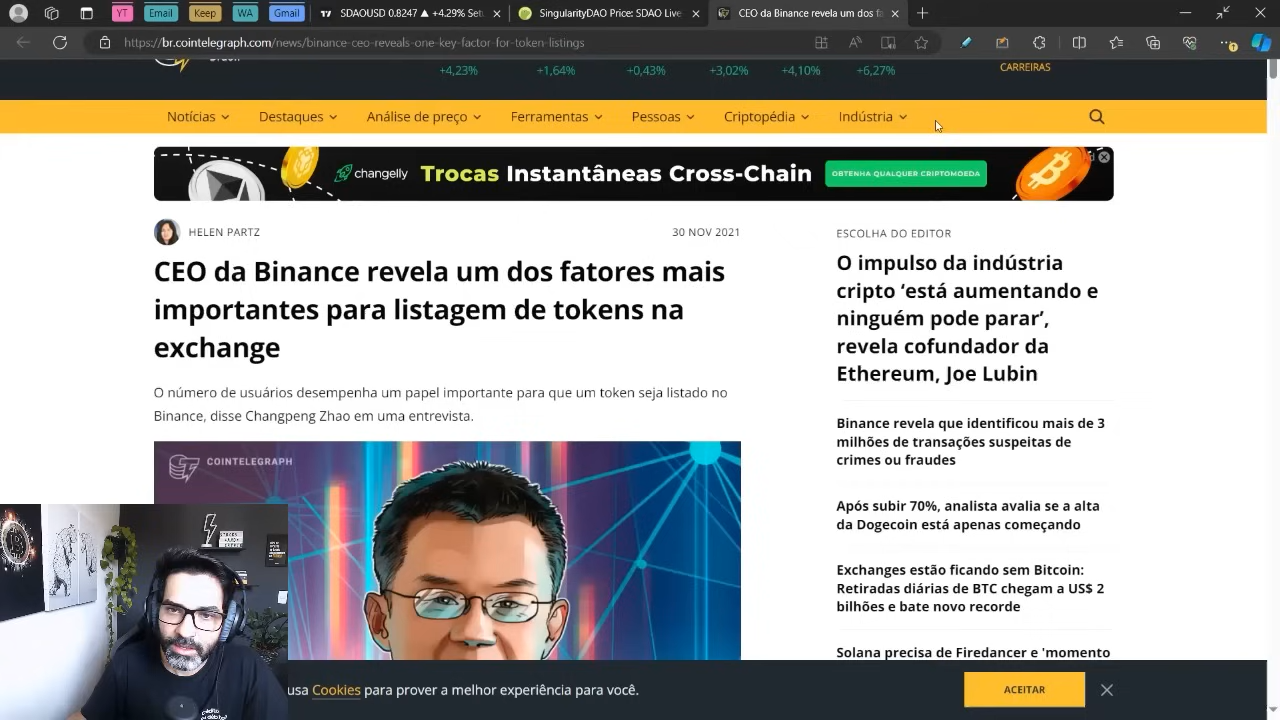 YT Email Keep WA Gmail SDAOUSD 0.8247 ▲ +4.29% SingularityDAO Price: SDAO Live CEO da Binance revela um dos fa
https://br.cointelegraph.com/news/binance-ceo-reveals-one-key-factor-for-token-listings
+4,23% +1,64% +0,43% +3,02% +4,10% +6,27% CARREIRAS
Notícias Destaques Análise de preço Ferramentas Pessoas Criptopédia Indústria
changelly Trocas Instantâneas Cross-Chain OBTENHA QUALQUER CRIPTOMOEDA
HELEN PARTZ 30 NOV 2021
CEO da Binance revela um dos fatores mais
importantes para listagem de tokens na
exchange
O número de usuários desempenha um papel importante para que um token seja listado no
Binance, disse Changpeng Zhao em uma entrevista.
COINTELEGRAPH
ESCOLHA DO EDITOR
O impulso da indústria
cripto ‘está aumentando e
ninguém pode parar’,
revela cofundador da
Ethereum, Joe Lubin
Binance revela que identificou mais de 3
milhões de transações suspeitas de
crimes ou fraudes
Após subir 70%, analista avalia se a alta
da Dogecoin está apenas começando
Exchanges estão ficando sem Bitcoin:
Retiradas diárias de BTC chegam a US$ 2
bilhões e bate novo recorde
Solana precisa de Firedancer e 'momento
usa Cookies para prover a melhor experiência para você.
ACEITAR